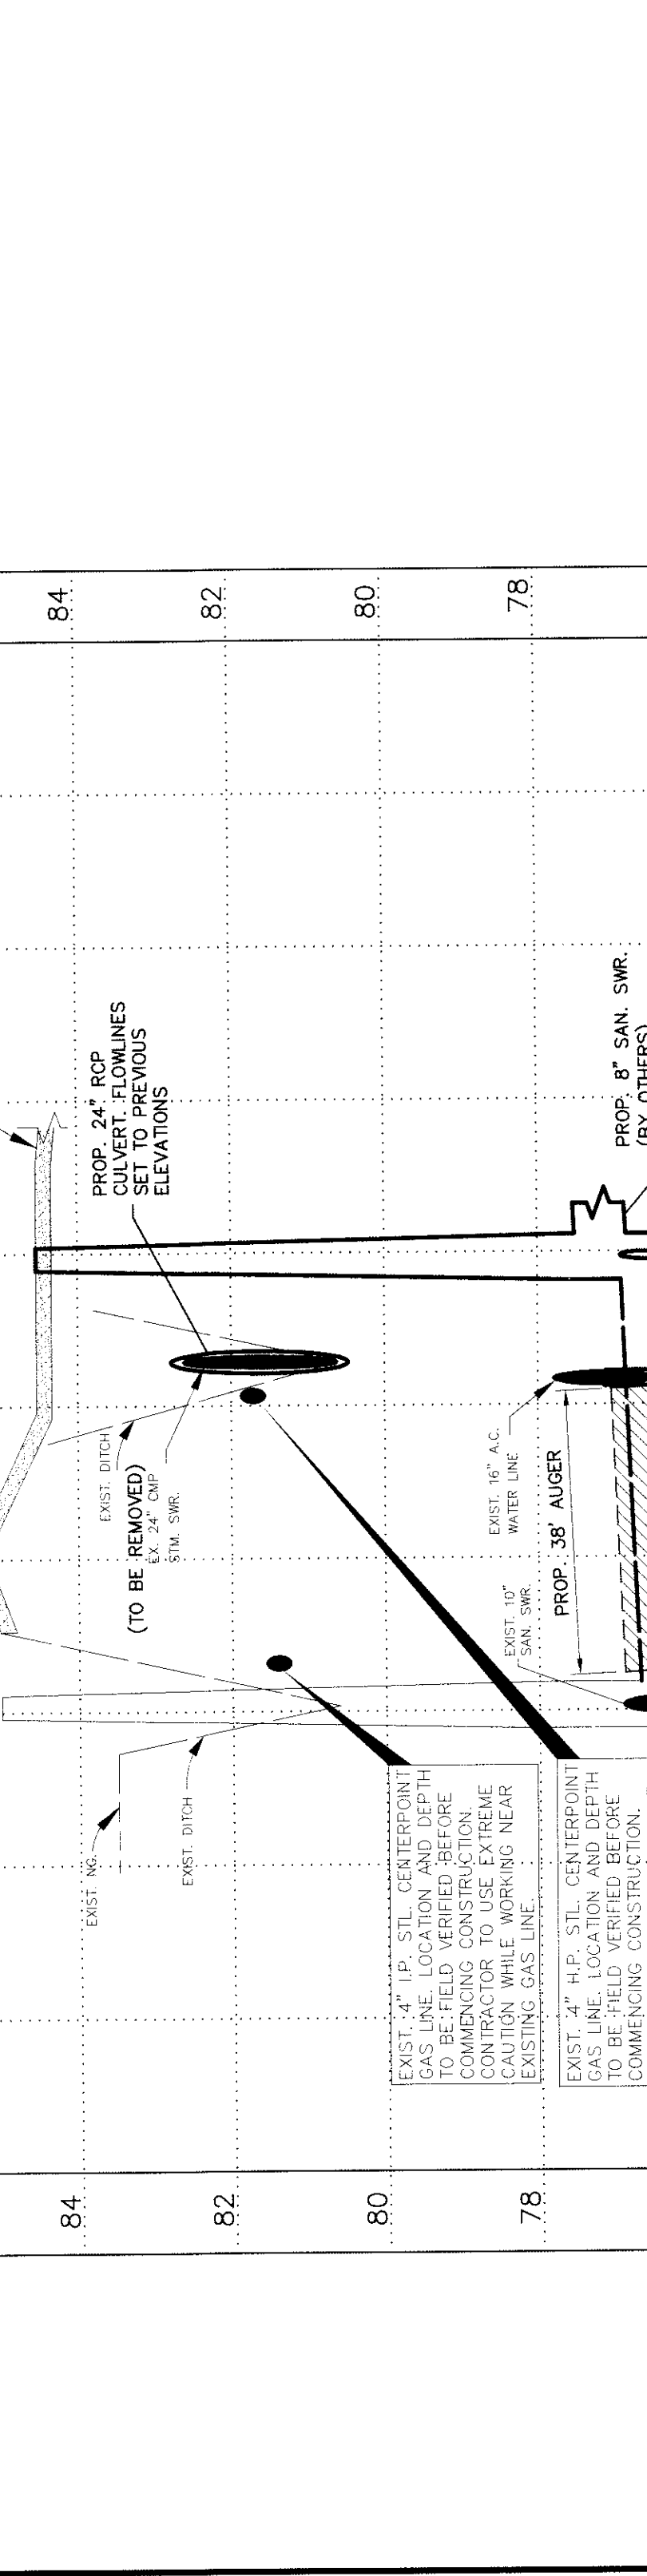 84
82
80
78
PROP. 24" RCP
CULVERT. FLOWLINES
SET TO PREVIOUS
ELEVATIONS
PROP. 8" SAN. SWR.
(BY OTHERS)
EXIST. DITCH
(TO BE REMOVED)
EX. 24" CMP
STM. SWR.
EXIST. 16" A.C.
WATER LINE
PROP. 38' AUGER
EXIST. 10"
SAN. SWR.
EXIST. NG.
EXIST. DITCH
EXIST. 4" I.P. STL. CENTERPOINT
GAS LINE. LOCATION AND DEPTH
TO BE FIELD VERIFIED BEFORE
COMMENCING CONSTRUCTION.
CONTRACTOR TO USE EXTREME
CAUTION WHILE WORKING NEAR
EXISTING GAS LINE.
EXIST. 4" H.P. STL. CENTERPOINT
GAS LINE. LOCATION AND DEPTH
TO BE FIELD VERIFIED BEFORE
COMMENCING CONSTRUCTION.
84
82
80
78